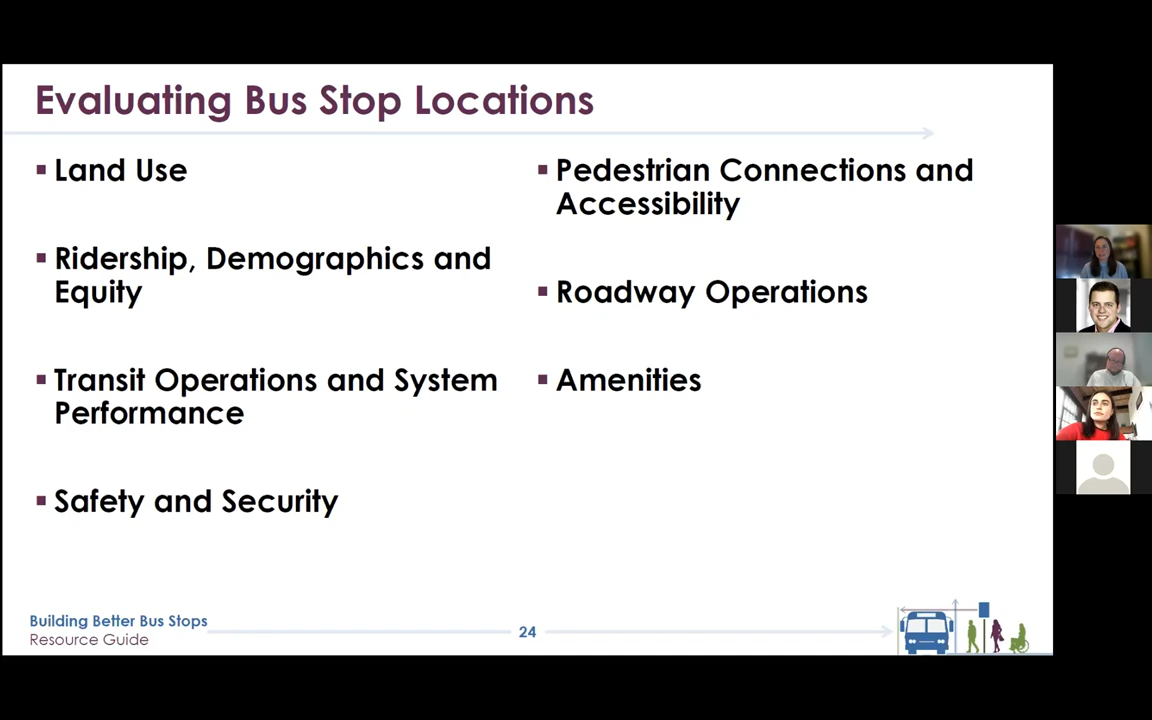 Evaluating Bus Stop Locations
▪ Land Use
▪ Ridership, Demographics and
Equity
▪ Transit Operations and System
Performance
▪ Safety and Security
▪ Pedestrian Connections and
Accessibility
▪ Roadway Operations
▪ Amenities
Building Better Bus Stops
Resource Guide
24